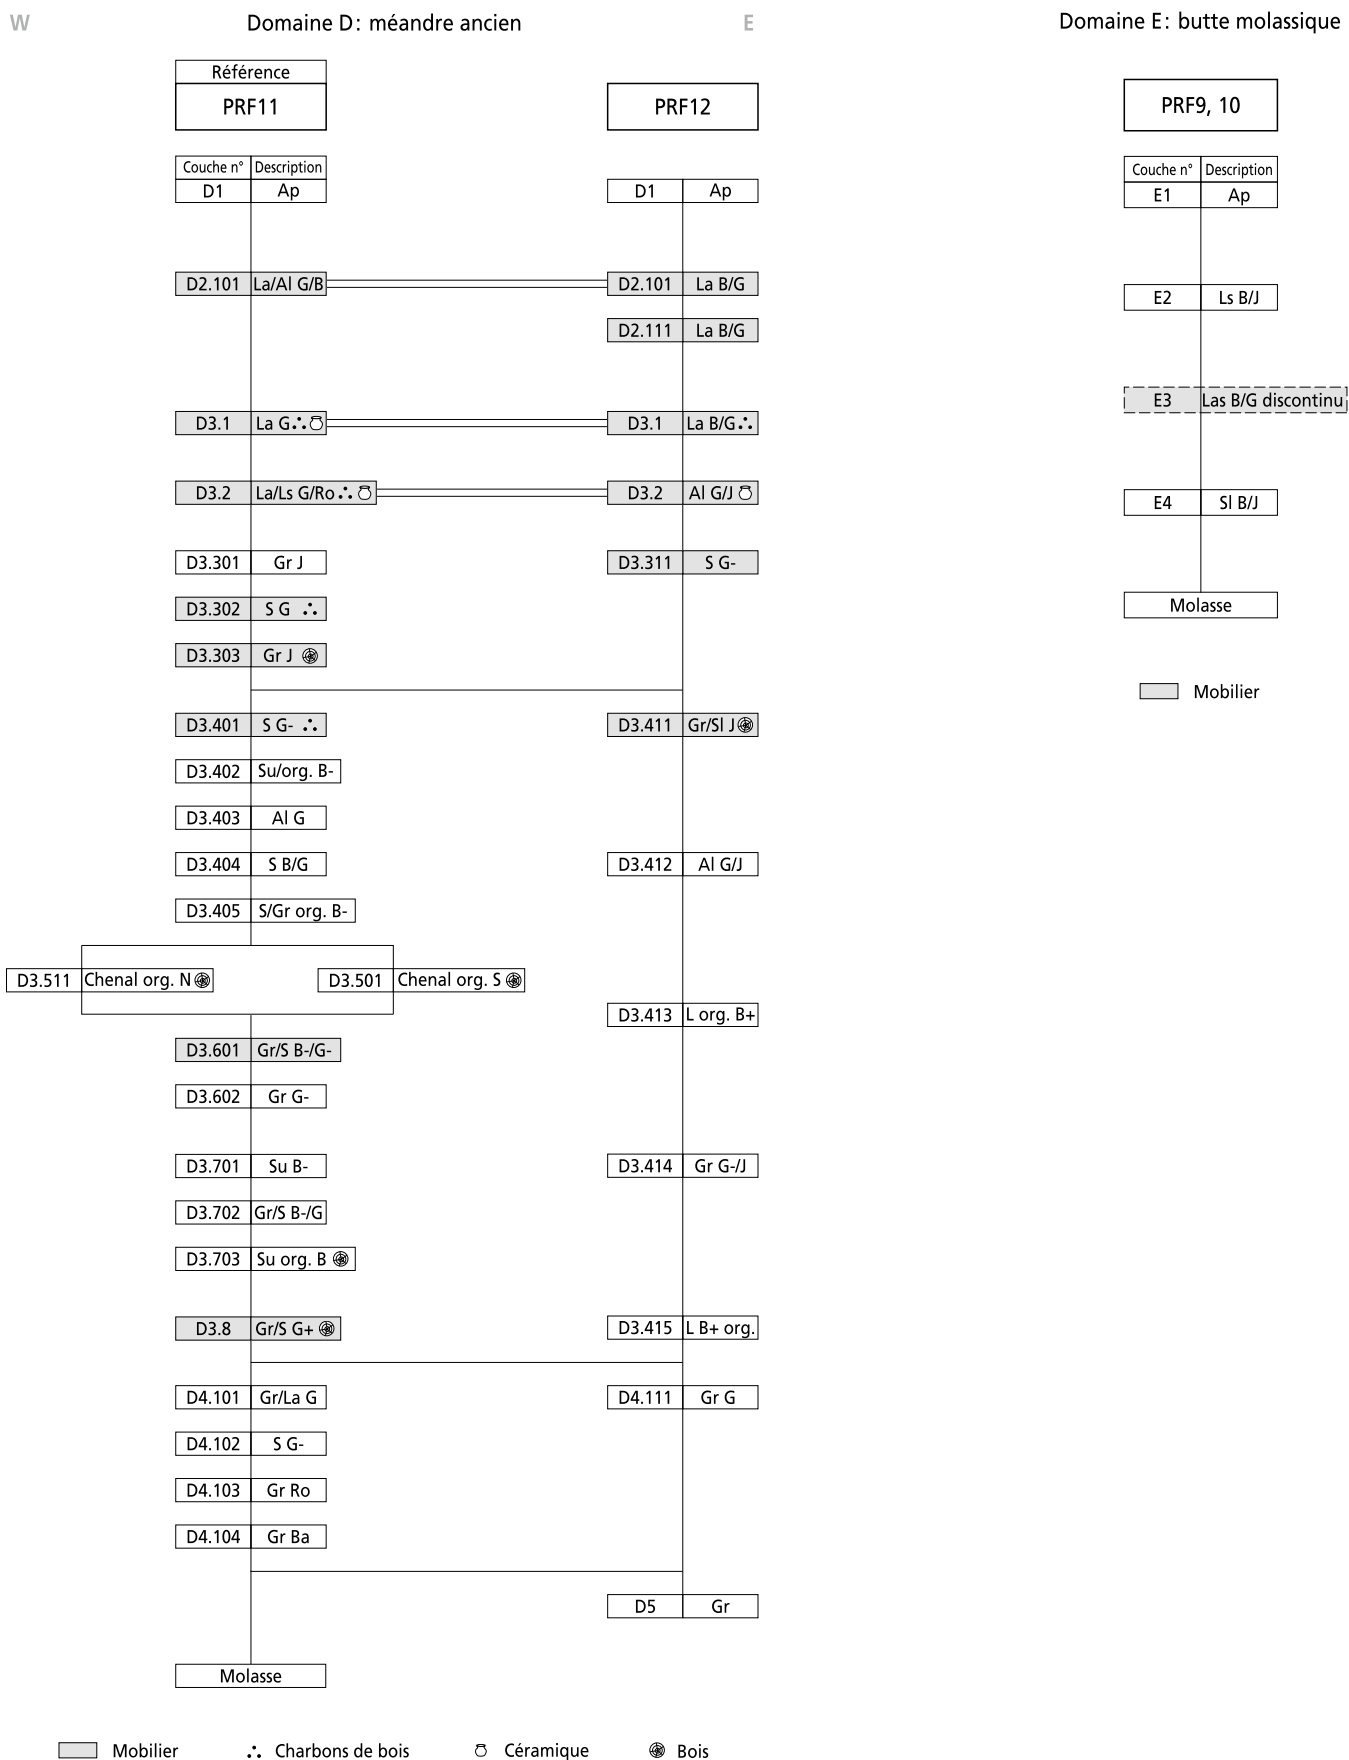 W
Domaine D : méandre ancien
E
Domaine E : butte molassique
Référence
PRF11
PRF12
PRF9, 10
Couche n° Description
D1 Ap
D1 Ap
Couche n° Description
E1 Ap
D2.101 La/Al G/B
D2.101 La B/G
E2 Ls B/J
D2.111 La B/G
E3 Las B/G discontinu
D3.1 La G
D3.1 La B/G
D3.2 La/Ls G/Ro
D3.2 Al G/J
E4 Sl B/J
D3.301 Gr J
D3.311 S G-
D3.302 S G
Molasse
D3.303 Gr J
Mobilier
D3.401 S G-
D3.411 Gr/Sl J
D3.402 Su/org. B-
D3.403 Al G
D3.404 S B/G
D3.412 Al G/J
D3.405 S/Gr org. B-
D3.511 Chenal org. N
D3.501 Chenal org. S
D3.413 L org. B+
D3.601 Gr/S B-/G-
D3.602 Gr G-
D3.701 Su B-
D3.414 Gr G-/J
D3.702 Gr/S B-/G
D3.703 Su org. B
D3.8 Gr/S G+
D3.415 L B+ org.
D4.101 Gr/La G
D4.111 Gr G
D4.102 S G-
D4.103 Gr Ro
D4.104 Gr Ba
D5 Gr
Molasse
Mobilier
Charbons de bois
Céramique
Bois